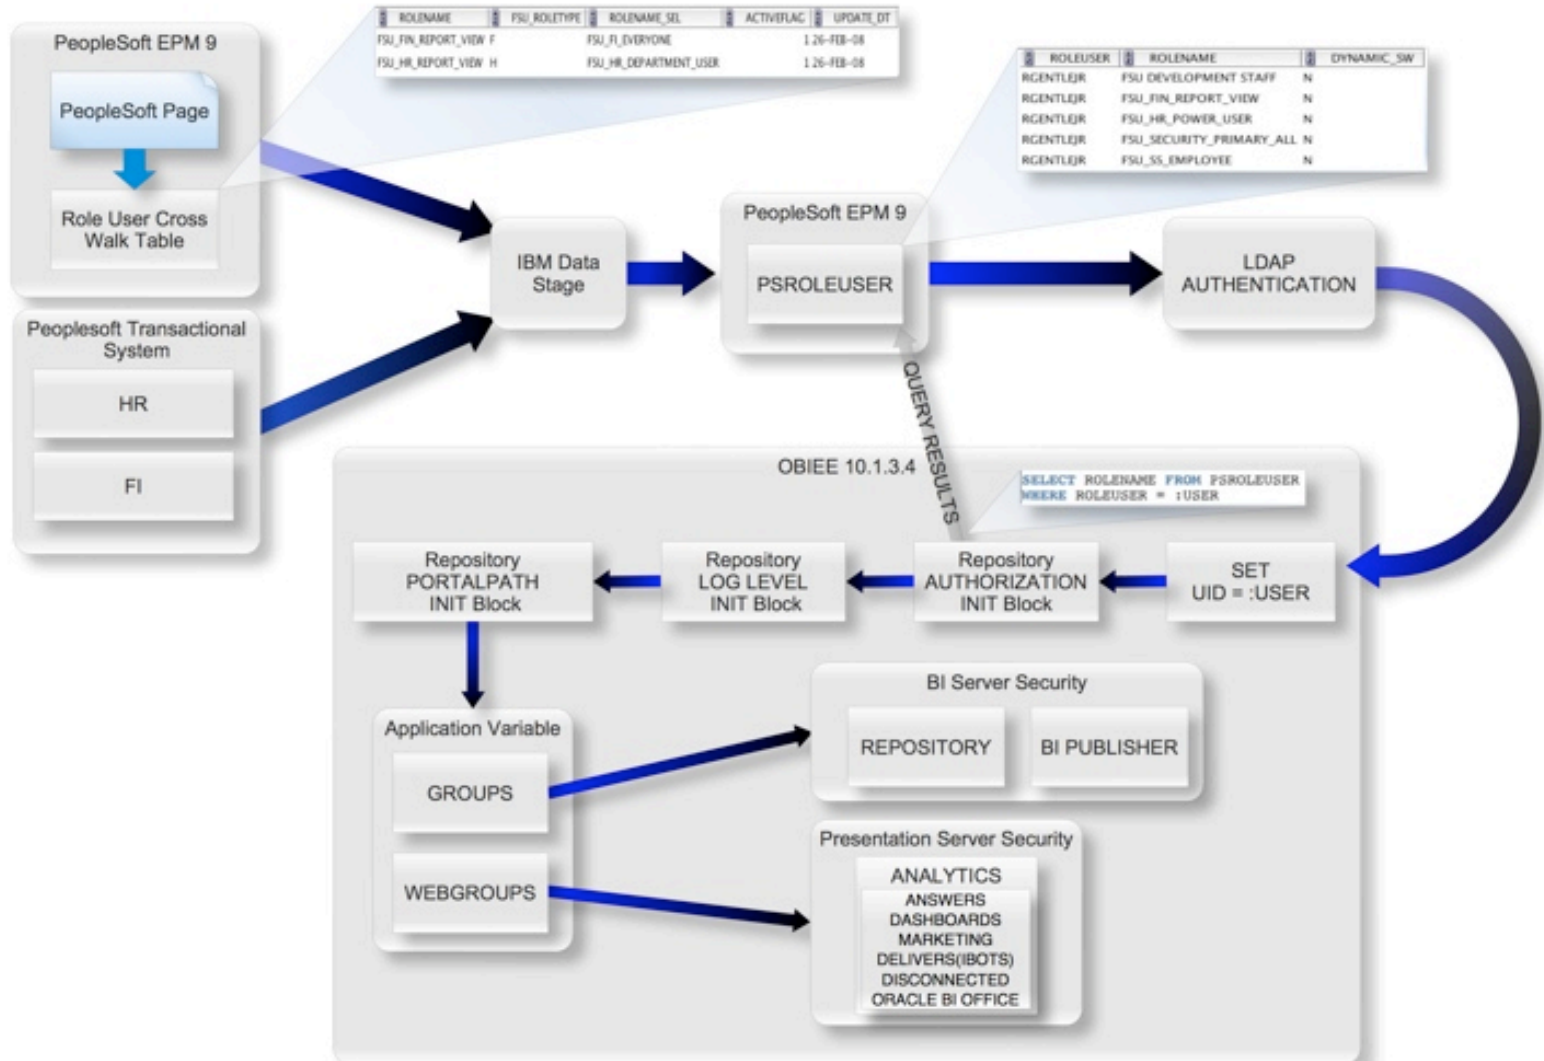 ROLENAME FSU_ROLETYPE ROLENAME_SEL ACTIVEFLAG UPDATE_DT
FSU_FIN_REPORT_VIEW F FSU_FI_EVERYONE 1 26-FEB-08
FSU_HR_REPORT_VIEW H FSU_HR_DEPARTMENT_USER 1 26-FEB-08
PeopleSoft EPM 9
PeopleSoft Page
Role User Cross
Walk Table
Peoplesoft Transactional
System
HR
FI
IBM Data
Stage
PeopleSoft EPM 9
PSROLEUSER
ROLEUSER ROLENAME DYNAMIC_SW
RGENTLEJR FSU DEVELOPMENT STAFF N
RGENTLEJR FSU_FIN_REPORT_VIEW N
RGENTLEJR FSU_HR_POWER_USER N
RGENTLEJR FSU_SECURITY_PRIMARY_ALL N
RGENTLEJR FSU_SS_EMPLOYEE N
LDAP
AUTHENTICATION
QUERY RESULTS
OBIEE 10.1.3.4
SELECT ROLENAME FROM PSROLEUSER
WHERE ROLEUSER = :USER
Repository
PORTALPATH
INIT Block
Repository
LOG LEVEL
INIT Block
Repository
AUTHORIZATION
INIT Block
SET
UID = :USER
Application Variable
GROUPS
WEBGROUPS
BI Server Security
REPOSITORY
BI PUBLISHER
Presentation Server Security
ANALYTICS
ANSWERS
DASHBOARDS
MARKETING
DELIVERS(IBOTS)
DISCONNECTED
ORACLE BI OFFICE